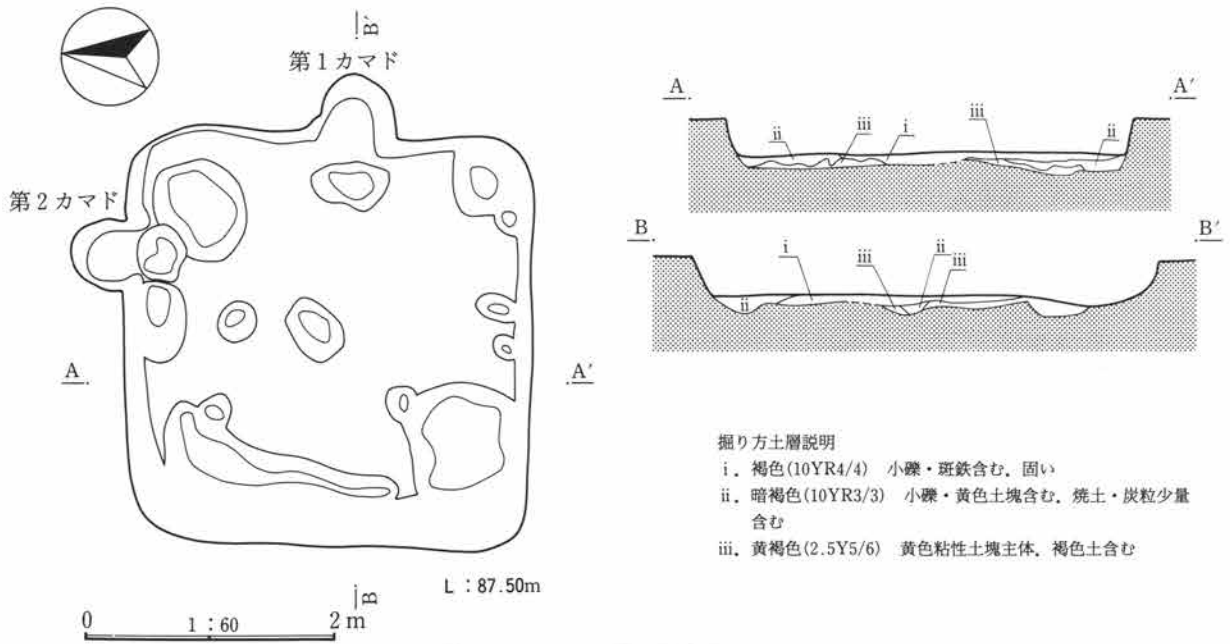 B′
第1カマド
第2カマド
A
A′
B
L：87.50m
0 1：60 2m
A A′
ii iii i iii ii
B B′
i iii ii iii
ii
掘り方土層説明
i．褐色(10YR4/4) 小礫・斑鉄含む．固い
ii．暗褐色(10YR3/3) 小礫・黄色土塊含む．焼土・炭粒少量
含む
iii．黄褐色(2.5Y5/6) 黄色粘性土塊主体．褐色土含む